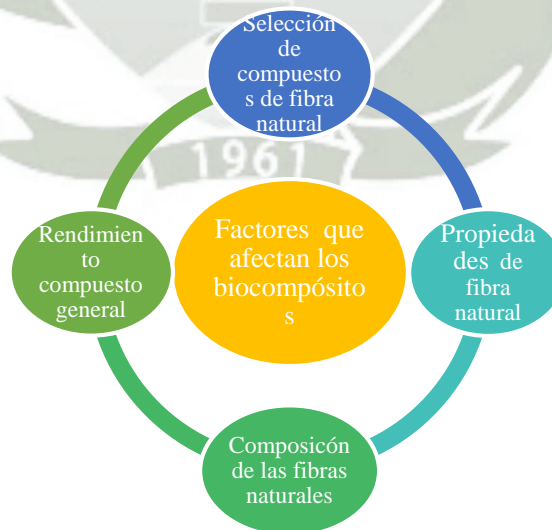 Selección
de
compuesto
s de fibra
natural
1961
Factores que
afectan los
biocompósito
s
Rendimien
to
compuesto
general
Propieda
des de
fibra
natural
Composicón
de las fibras
naturales